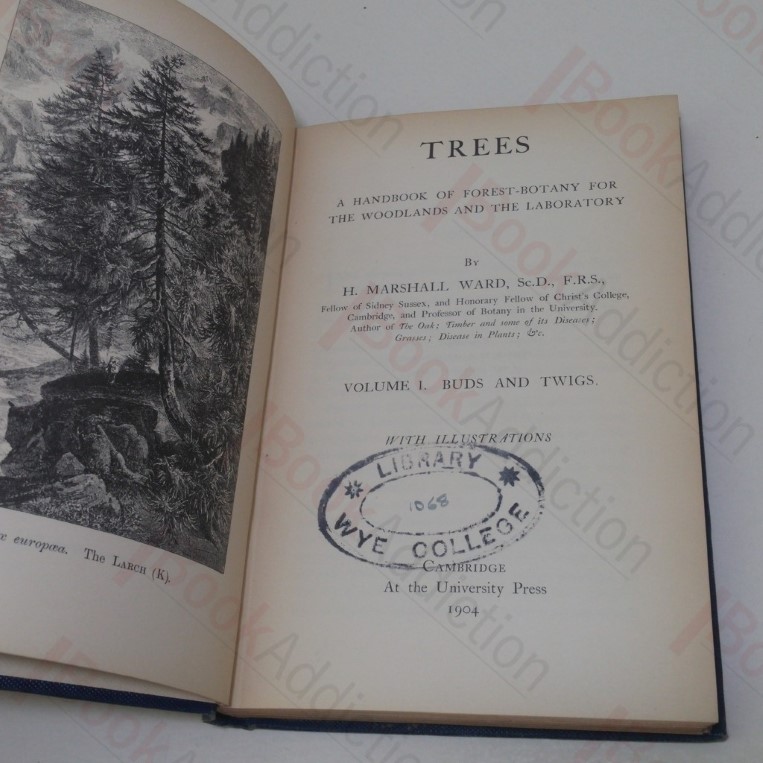 europæa. The Larch (K).
TREES
A HANDBOOK OF FOREST-BOTANY FOR
THE WOODLANDS AND THE LABORATORY
By
H. MARSHALL WARD, Sc.D., F.R.S.,
Fellow of Sidney Sussex, and Honorary Fellow of Christ's College,
Cambridge, and Professor of Botany in the University.
Author of The Oak; Timber and some of its Diseases;
Grasses; Disease in Plants; &c.
VOLUME I. BUDS AND TWIGS.
WITH ILLUSTRATIONS
LIBRARY
1068
WYE COLLEGE
Cambridge
At the University Press
1904
BookAddiction